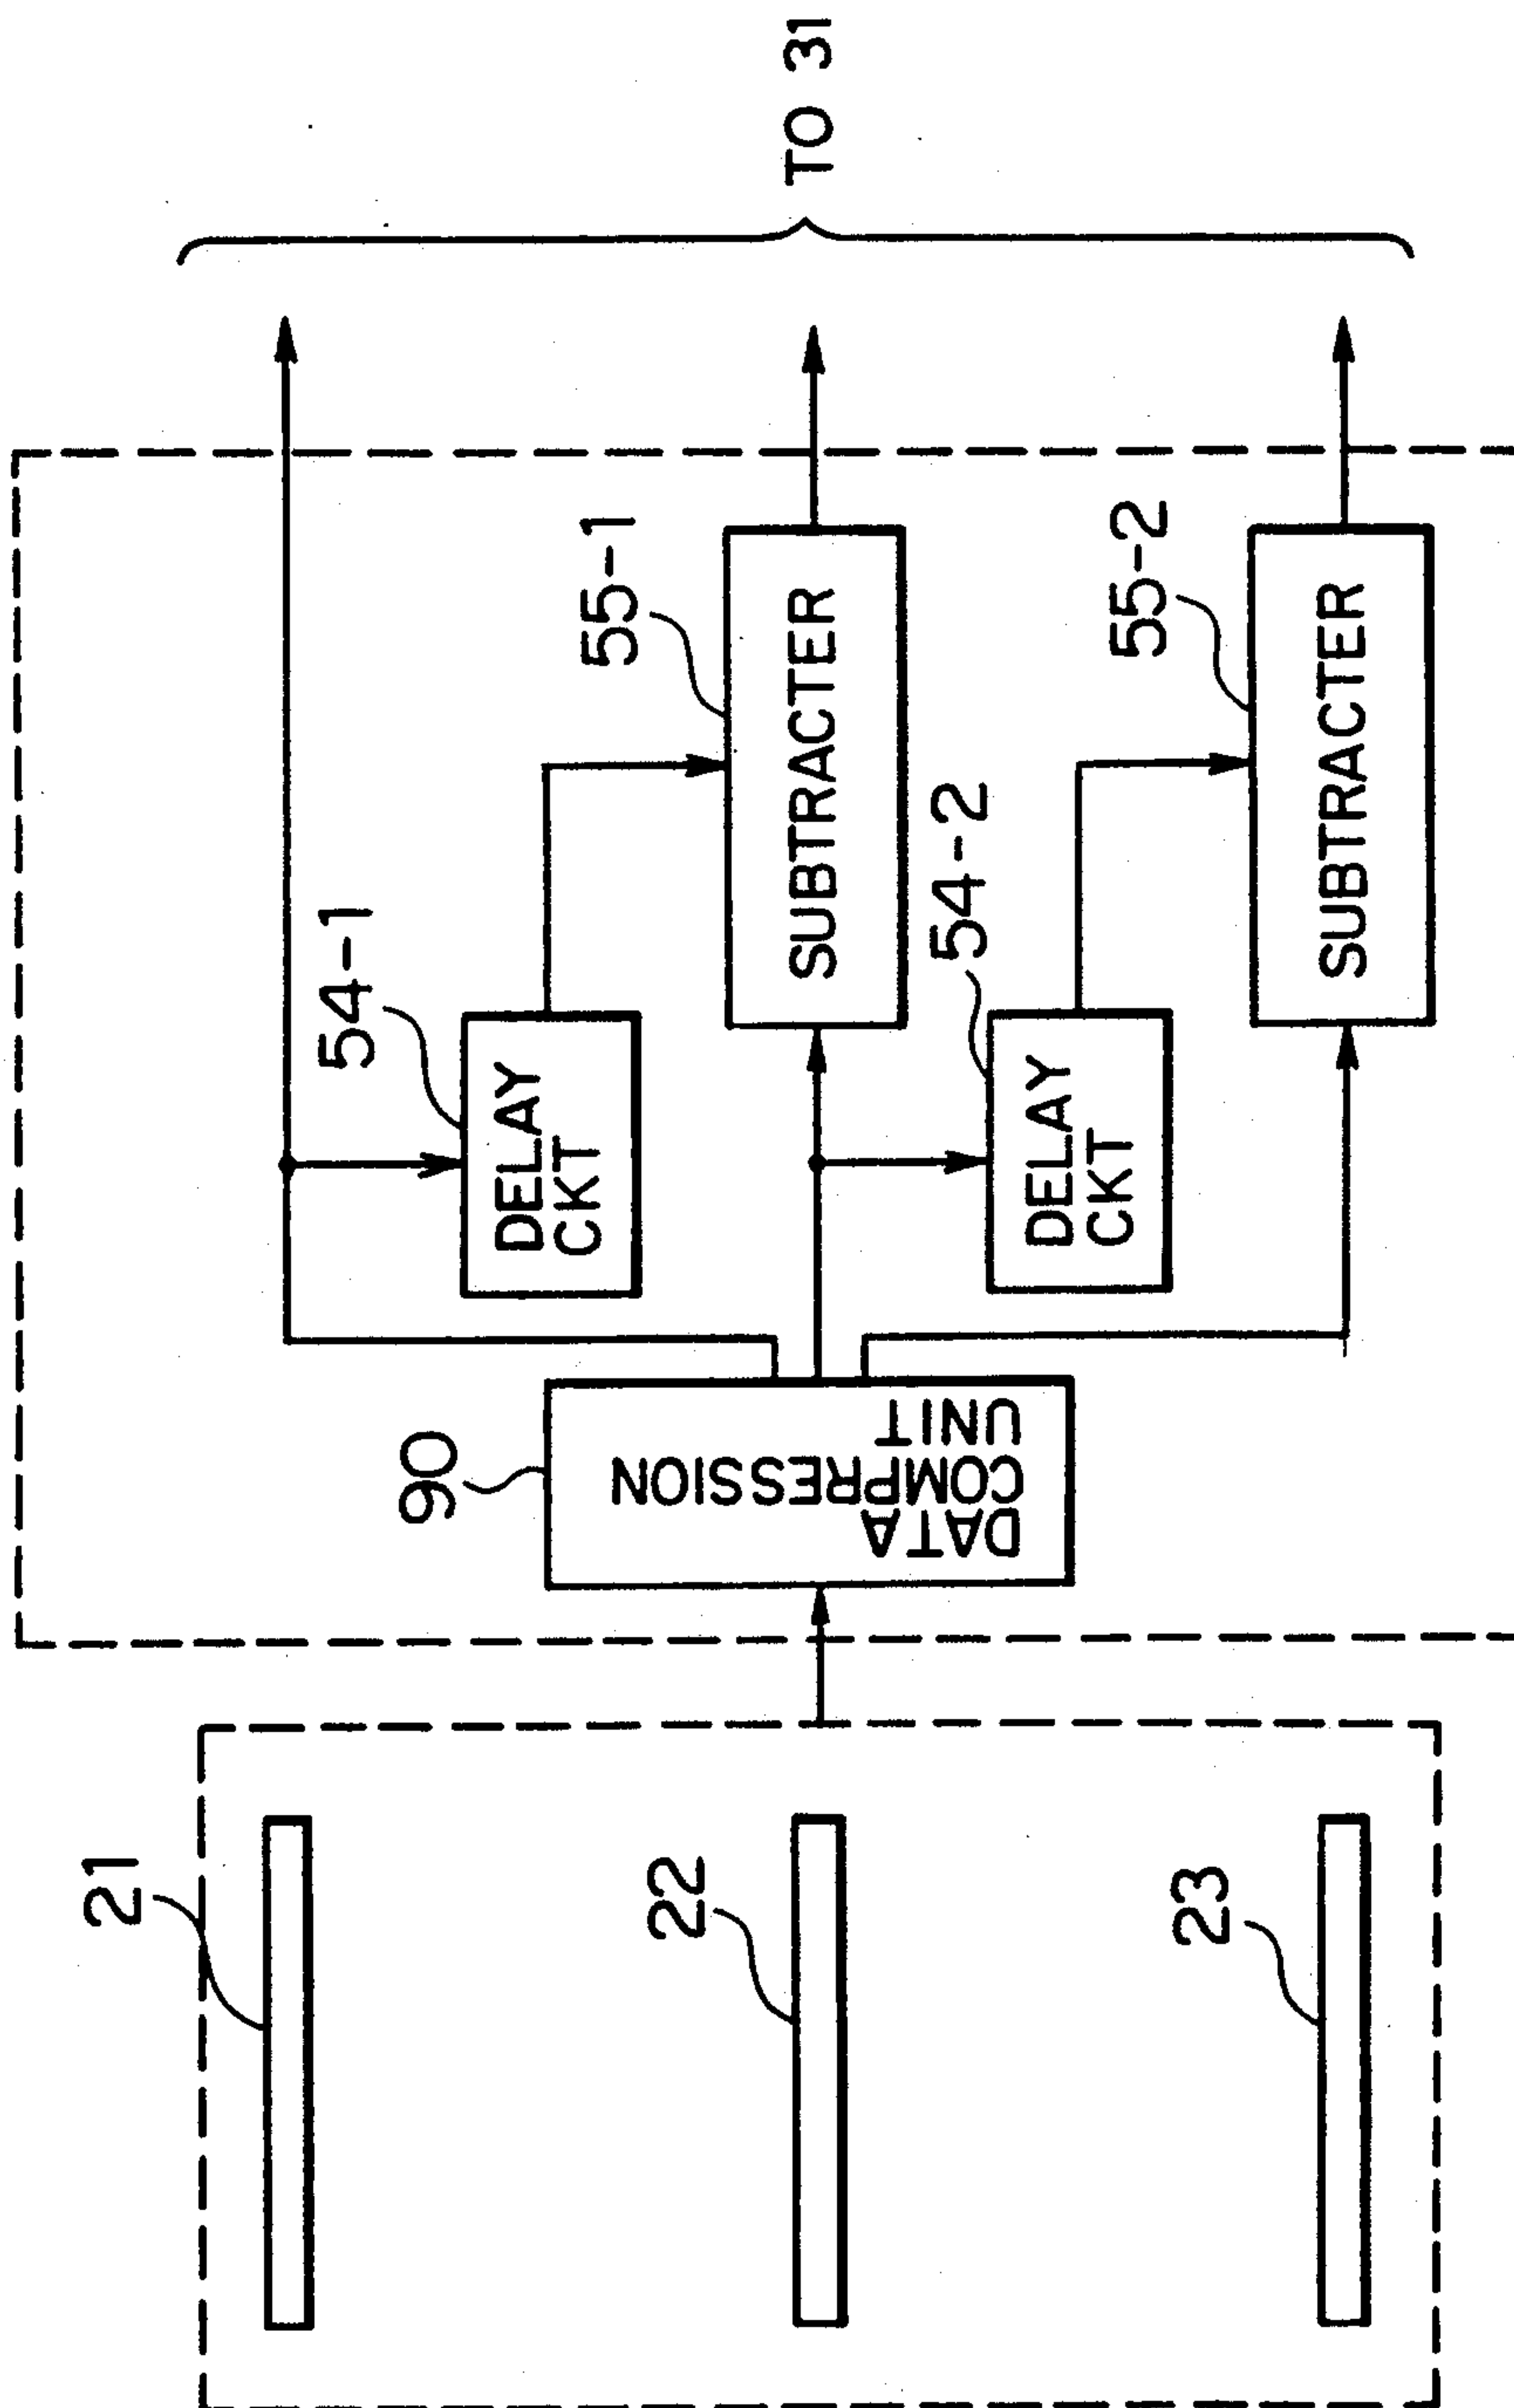 21
22
23
90
DATA
COMPRESSION
UNIT
54-1
DELAY
CKT
55-1
SUBTRACTER
54-2
DELAY
CKT
55-2
SUBTRACTER
TO 31